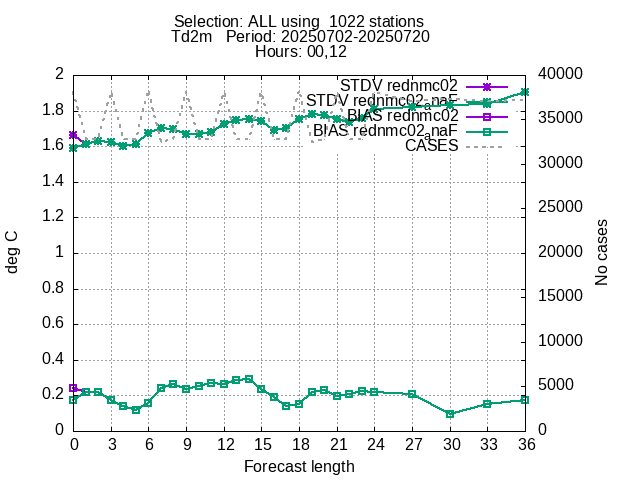 Selection: ALL using  1022 stations
Td2m   Period: 20250702-20250720
Hours: 00,12
STDV rednmc02
STDV rednmc02_anaF
BIAS rednmc02
BIAS rednmc02_anaF
CASES
deg C
2
1.8
1.6
1.4
1.2
1
0.8
0.6
0.4
0.2
0
40000
35000
30000
25000
20000
15000
10000
5000
0
No cases
0 3 6 9 12 15 18 21 24 27 30 33 36
Forecast length